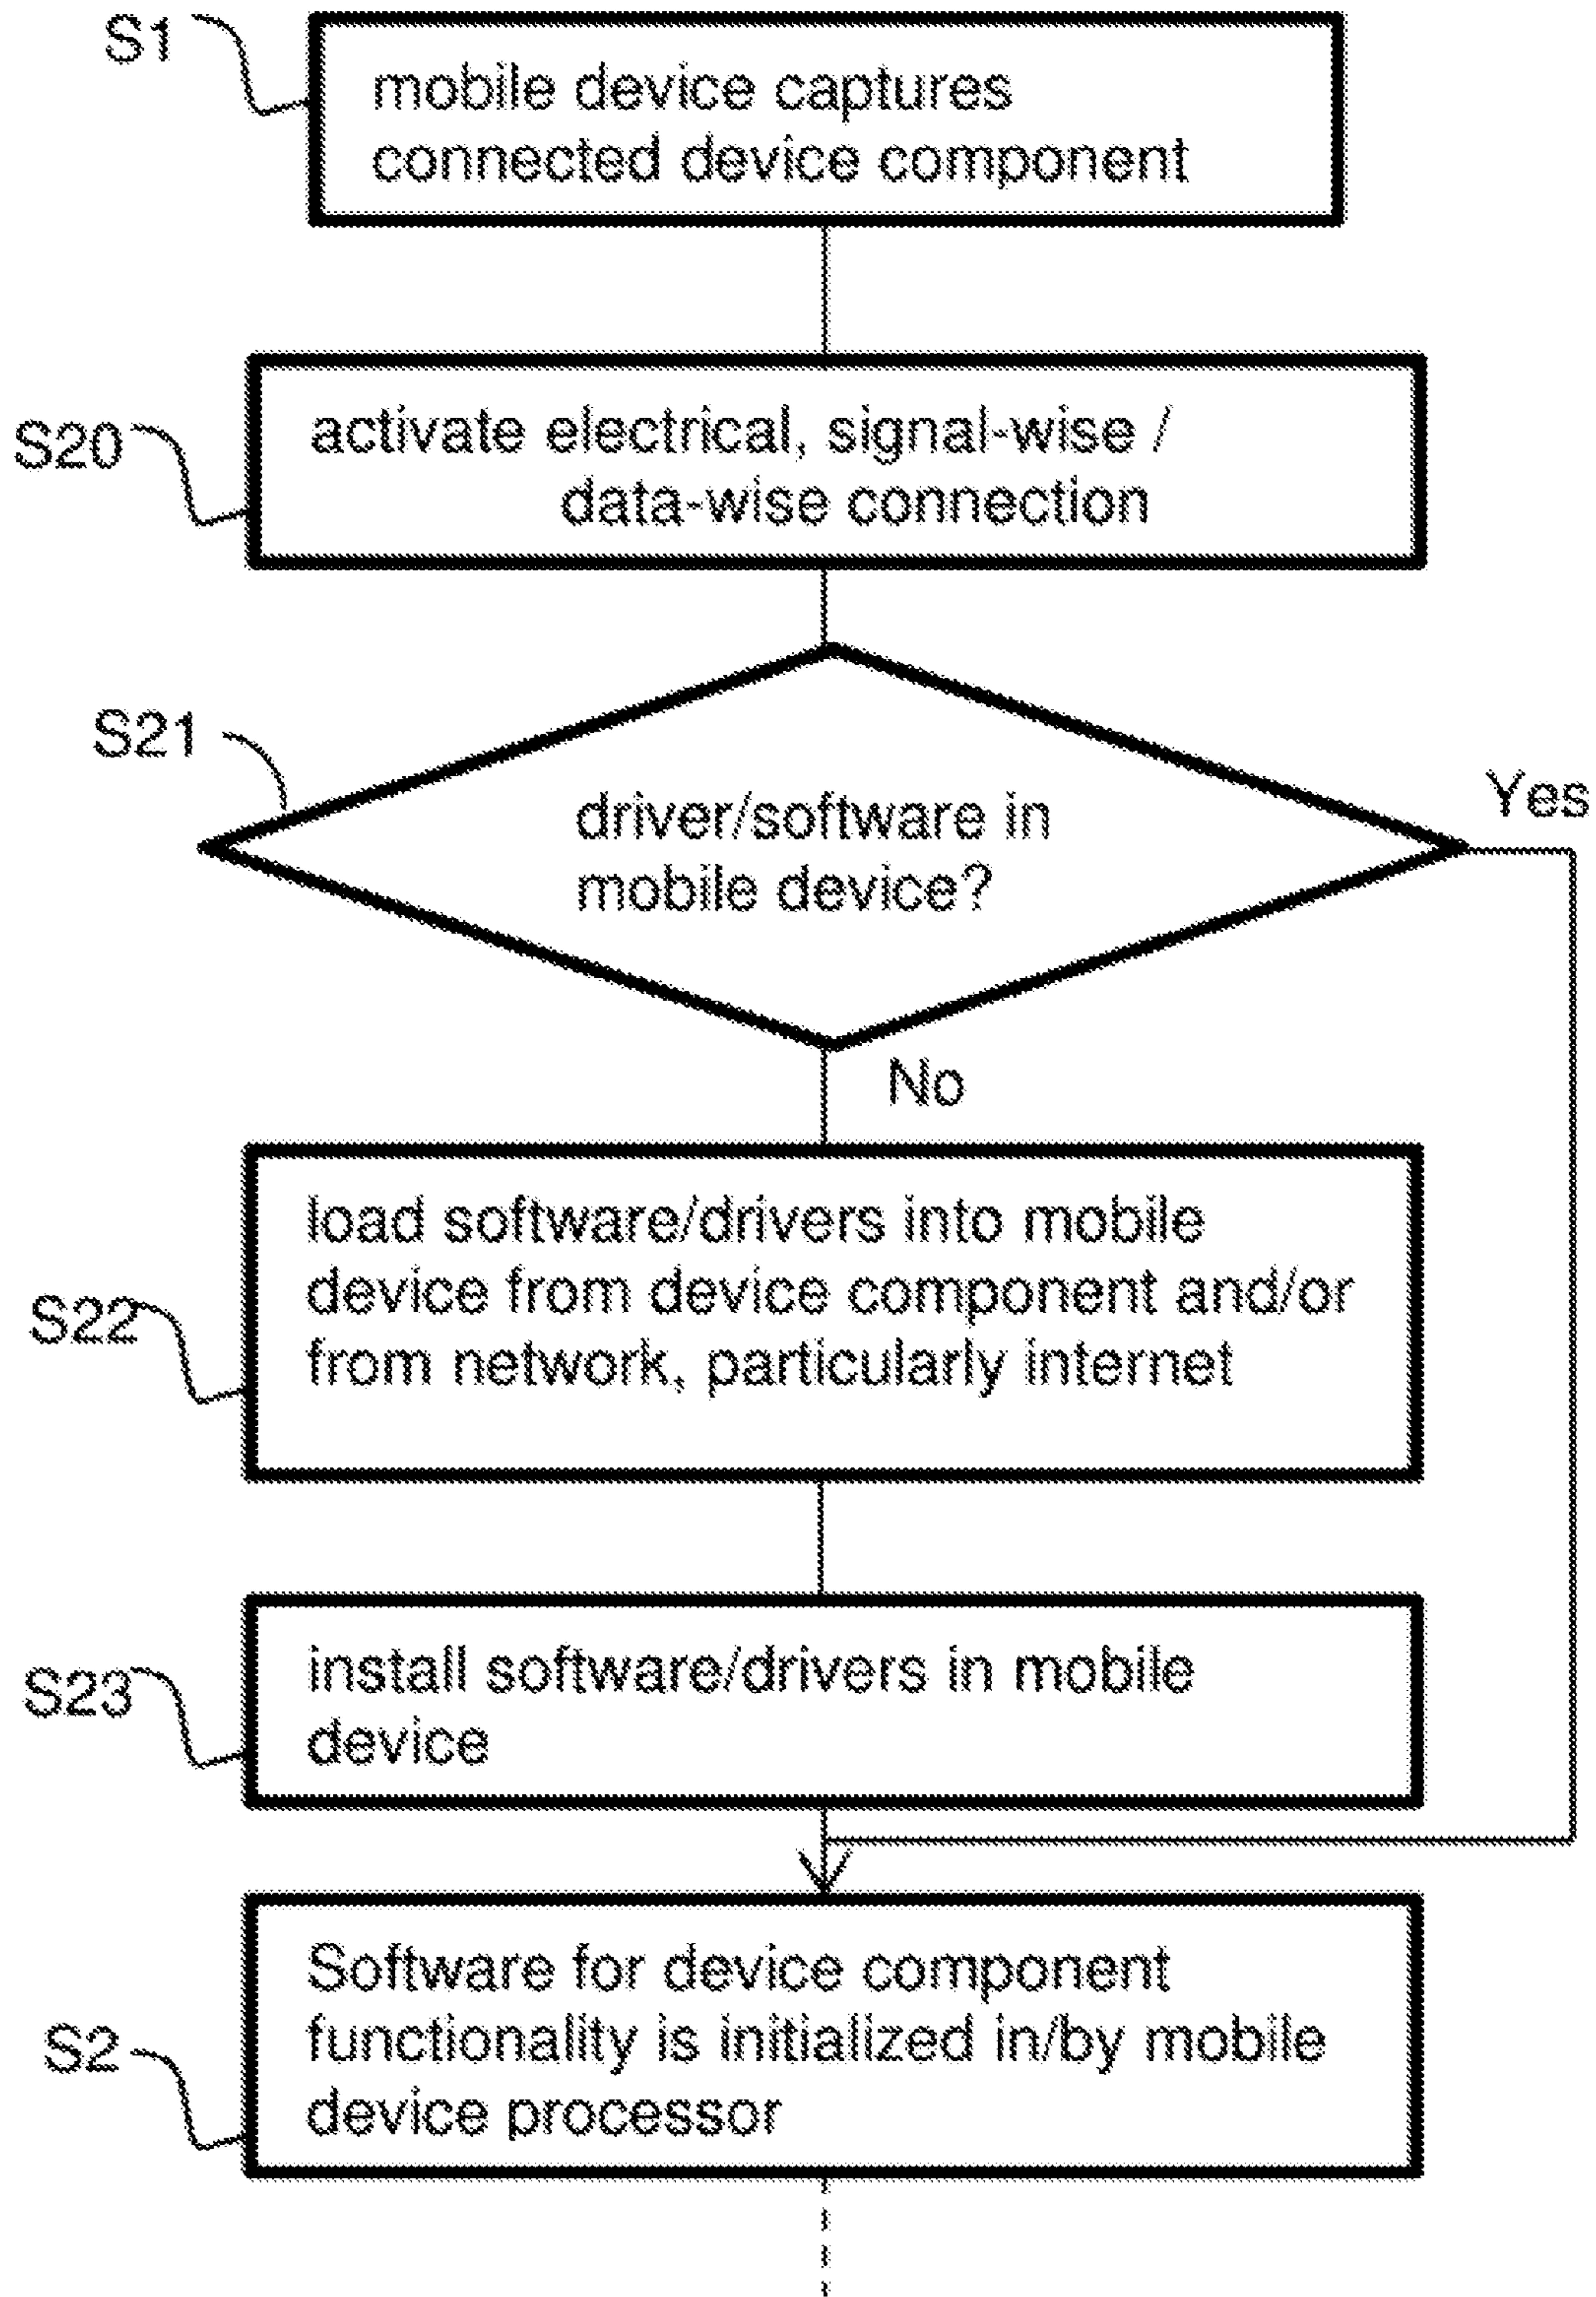 S1
mobile device captures
connected device component
S20
activate electrical, signal-wise /
data-wise connection
S21
driver/software in
mobile device?
Yes
No
load software/drivers into mobile
device from device component and/or
from network, particularly internet
S22
install software/drivers in mobile
device
S23
Software for device component
functionality is initialized in/by mobile
device processor
S2